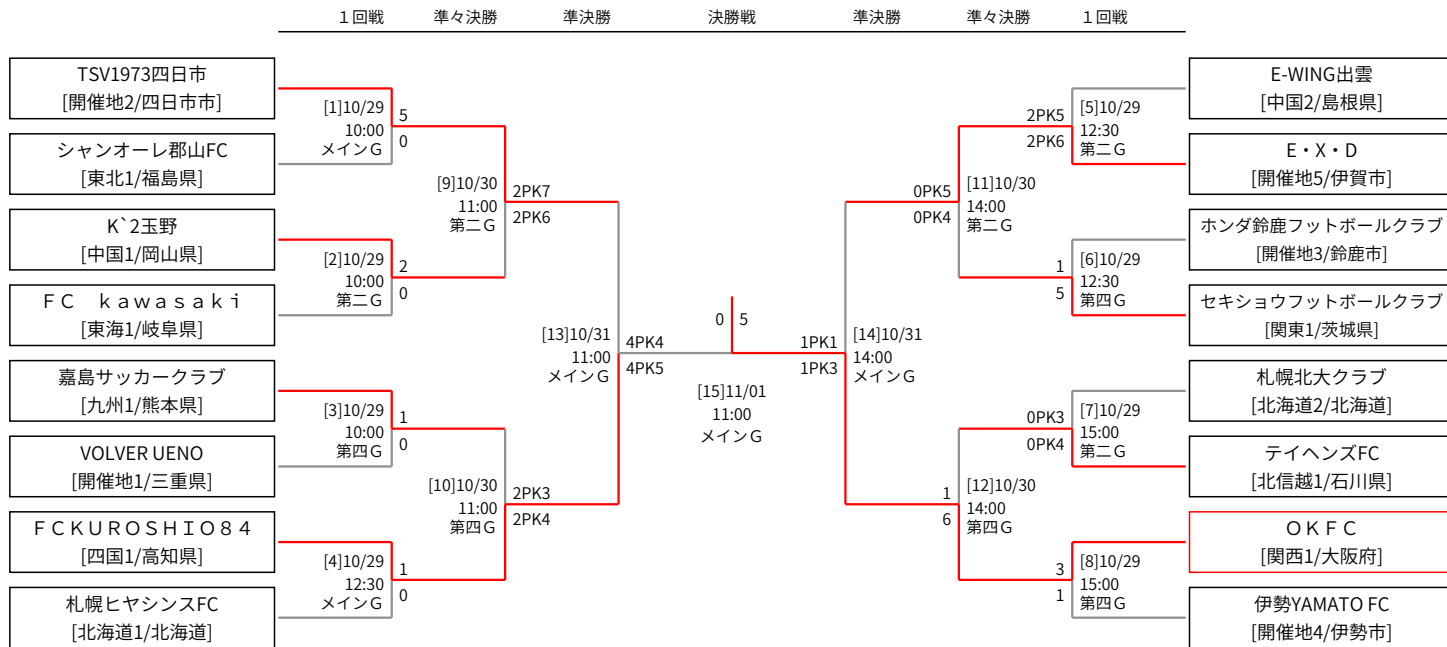 １回戦
準々決勝
準決勝
決勝戦
準決勝
準々決勝
１回戦
TSV1973四日市
[開催地2/四日市市]
シャンオーレ郡山FC
[東北1/福島県]
K`2玉野
[中国1/岡山県]
ＦＣ　ｋａｗａｓａｋｉ
[東海1/岐阜県]
嘉島サッカークラブ
[九州1/熊本県]
VOLVER UENO
[開催地1/三重県]
ＦＣＫＵＲＯＳＨＩＯ８４
[四国1/高知県]
札幌ヒヤシンスFC
[北海道1/北海道]
[1]10/29
10:00
メインＧ
5
0
[2]10/29
10:00
第二Ｇ
2
0
[3]10/29
10:00
第四Ｇ
1
0
[4]10/29
12:30
メインＧ
1
0
[9]10/30
11:00
第二Ｇ
2PK7
2PK6
[10]10/30
11:00
第四Ｇ
2PK3
2PK4
[13]10/31
11:00
メインＧ
4PK4
4PK5
0
5
[15]11/01
11:00
メインＧ
1PK1
1PK3
[14]10/31
14:00
メインＧ
0PK5
0PK4
[11]10/30
14:00
第二Ｇ
1
6
[12]10/30
14:00
第四Ｇ
2PK5
2PK6
[5]10/29
12:30
第二Ｇ
1
5
[6]10/29
12:30
第四Ｇ
0PK3
0PK4
[7]10/29
15:00
第二Ｇ
3
1
[8]10/29
15:00
第四Ｇ
E-WING出雲
[中国2/島根県]
E・X・D
[開催地5/伊賀市]
ホンダ鈴鹿フットボールクラブ
[開催地3/鈴鹿市]
セキショウフットボールクラブ
[関東1/茨城県]
札幌北大クラブ
[北海道2/北海道]
テイヘンズFC
[北信越1/石川県]
ＯＫＦＣ
[関西1/大阪府]
伊勢YAMATO FC
[開催地4/伊勢市]